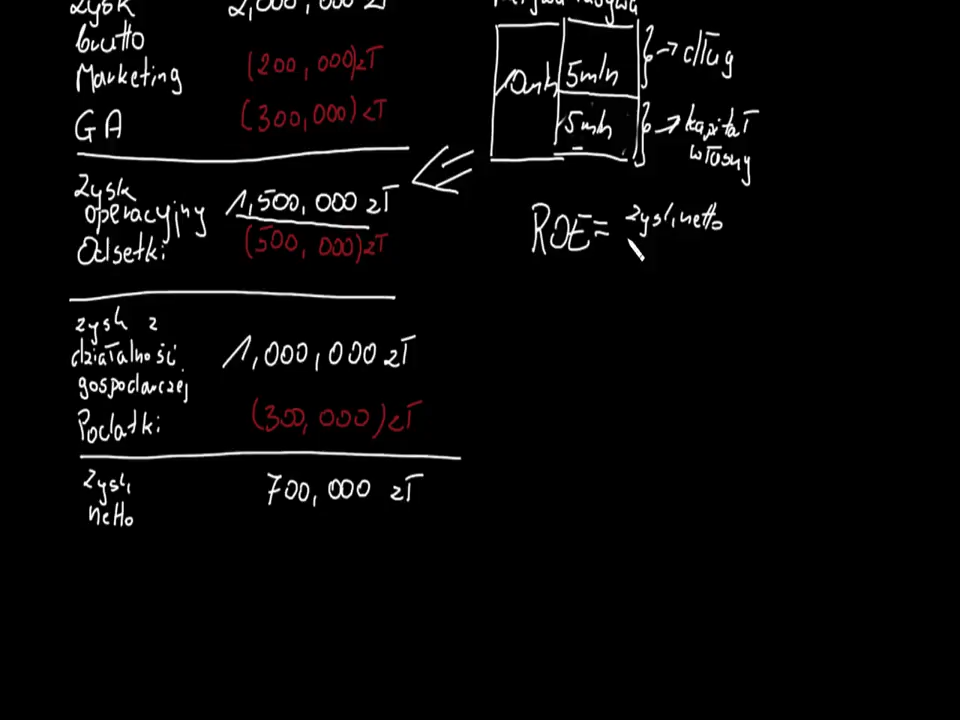 zysk 2,000,000 zł
brutto
Marketing (200,000)zł
GA (300,000)zł
zysk
operacyjny 1,500,000 zł
Odsetki (500,000)zł
zysk z
działalności 1,000,000 zł
gospodarczej
Podatki (300,000)zł
zysk
netto 700,000 zł
10mln 5mln → dług
5mln → kapitał
własny
ROE = zysk netto